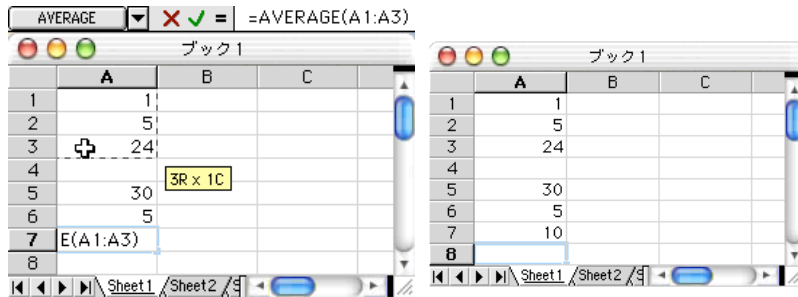 AVERAGE = =AVERAGE(A1:A3)
ブック1
A B C
1 1
2 5
3 24
4
3R x 1C
5 30
6 5
7 E(A1:A3)
8
Sheet1 Sheet2
ブック1
A B C
1 1
2 5
3 24
4
5 30
6 5
7 10
8
Sheet1 Sheet2